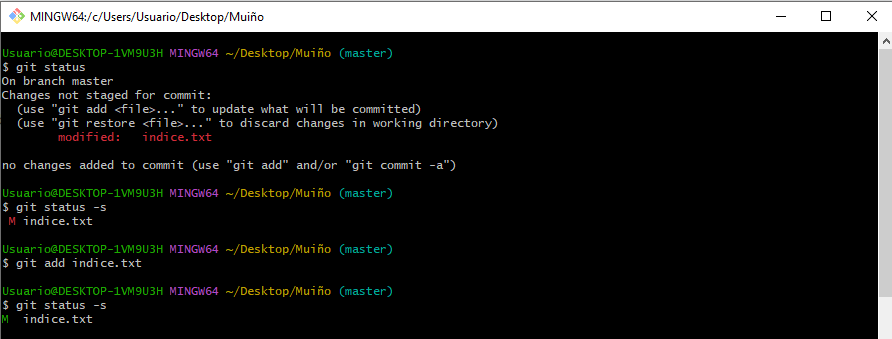 MINGW64:/c/Users/Usuario/Desktop/Muiño
Usuario@DESKTOP-1VM9U3H MINGW64 ~/Desktop/Muiño (master)
$ git status
On branch master
Changes not staged for commit:
  (use "git add <file>..." to update what will be committed)
  (use "git restore <file>..." to discard changes in working directory)
        modified:   indice.txt

no changes added to commit (use "git add" and/or "git commit -a")

Usuario@DESKTOP-1VM9U3H MINGW64 ~/Desktop/Muiño (master)
$ git status -s
 M indice.txt

Usuario@DESKTOP-1VM9U3H MINGW64 ~/Desktop/Muiño (master)
$ git add indice.txt

Usuario@DESKTOP-1VM9U3H MINGW64 ~/Desktop/Muiño (master)
$ git status -s
M  indice.txt